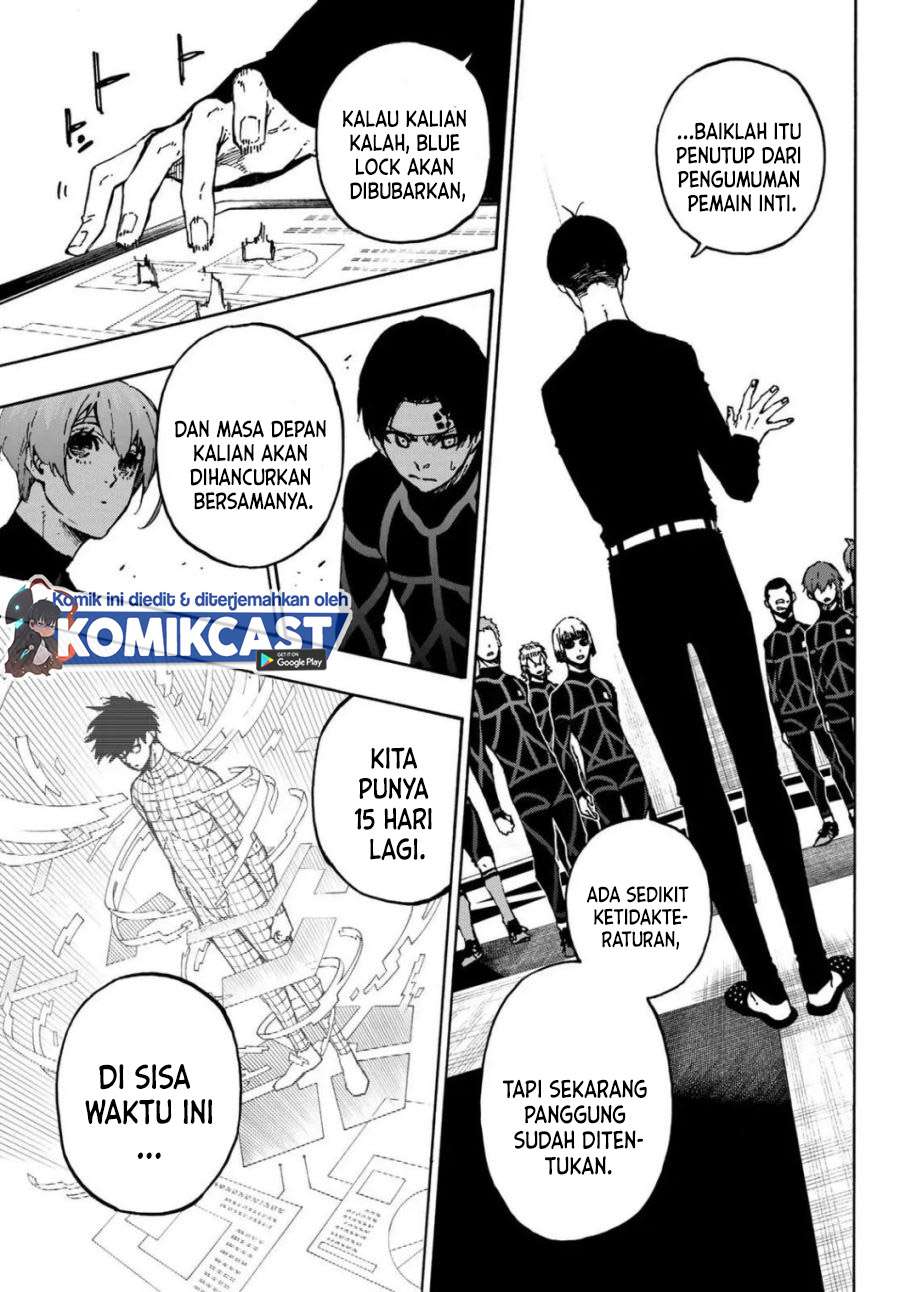 ...BAIKLAH ITU
PENUTUP DARI
PENGUMUMAN
PEMAIN INTI.
ADA SEDIKIT
KETIDAKTE-
RATURAN,
TAPI SEKARANG
PANGGUNG
SUDAH DITEN-
TUKAN.
KALAU KALIAN
KALAH, BLUE
LOCK AKAN
DIBUBARKAN,
DAN MASA DEPAN
KALIAN AKAN
DIHANCURKAN
BERSAMANYA.
Komik ini diedit & diterjemahkan oleh
KOMIKCAST
GET IT ON
Google Play
KITA
PUNYA
15 HARI
LAGI.
DI SISA
WAKTU INI
...